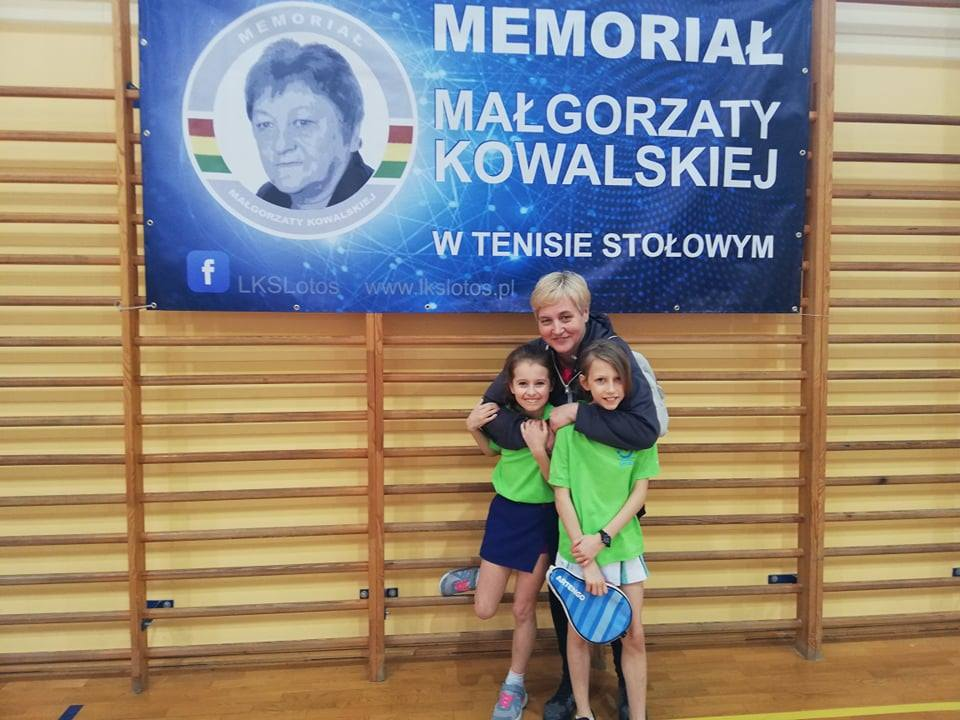 MEMORIAŁ
MAŁGORZATY KOWALSKIEJ
MEMORIAŁ
MAŁGORZATY
KOWALSKIEJ
W TENISIE STOŁOWYM
f LKSLotos www.lkslotos.pl
ARTENGO